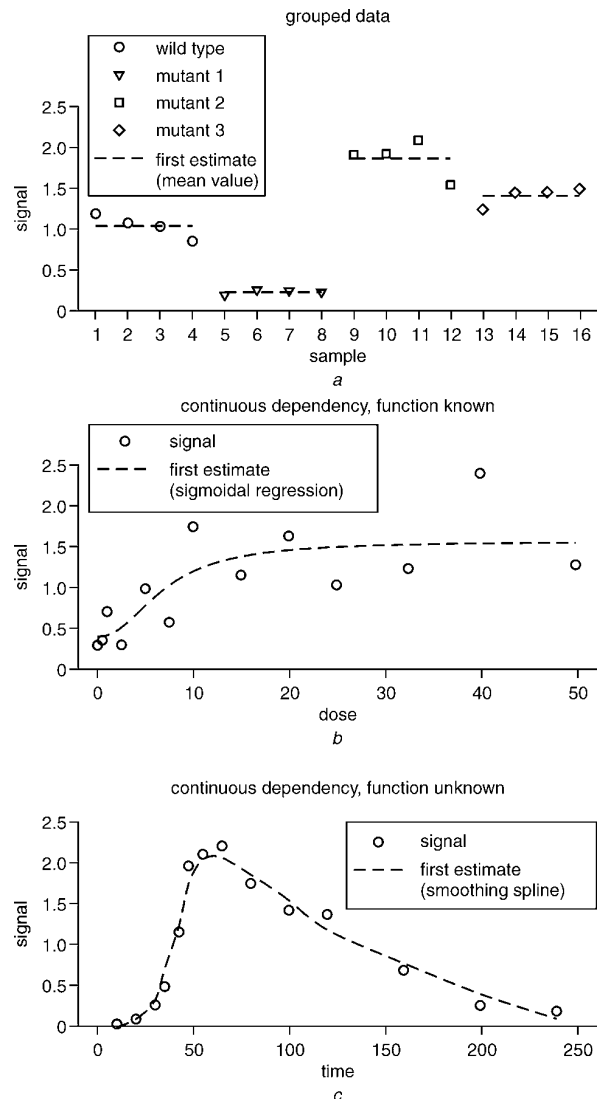 grouped data
wild type
mutant 1
mutant 2
mutant 3
first estimate
(mean value)
2.5
2.0
1.5
1.0
0.5
0
signal
1 2 3 4 5 6 7 8 9 10 11 12 13 14 15 16
sample
a
continuous dependency, function known
signal
first estimate
(sigmoidal regression)
2.5
2.0
1.5
1.0
0.5
0
signal
0 10 20 30 40 50
dose
b
continuous dependency, function unknown
signal
first estimate
(smoothing spline)
2.5
2.0
1.5
1.0
0.5
0
signal
0 50 100 150 200 250
time
c